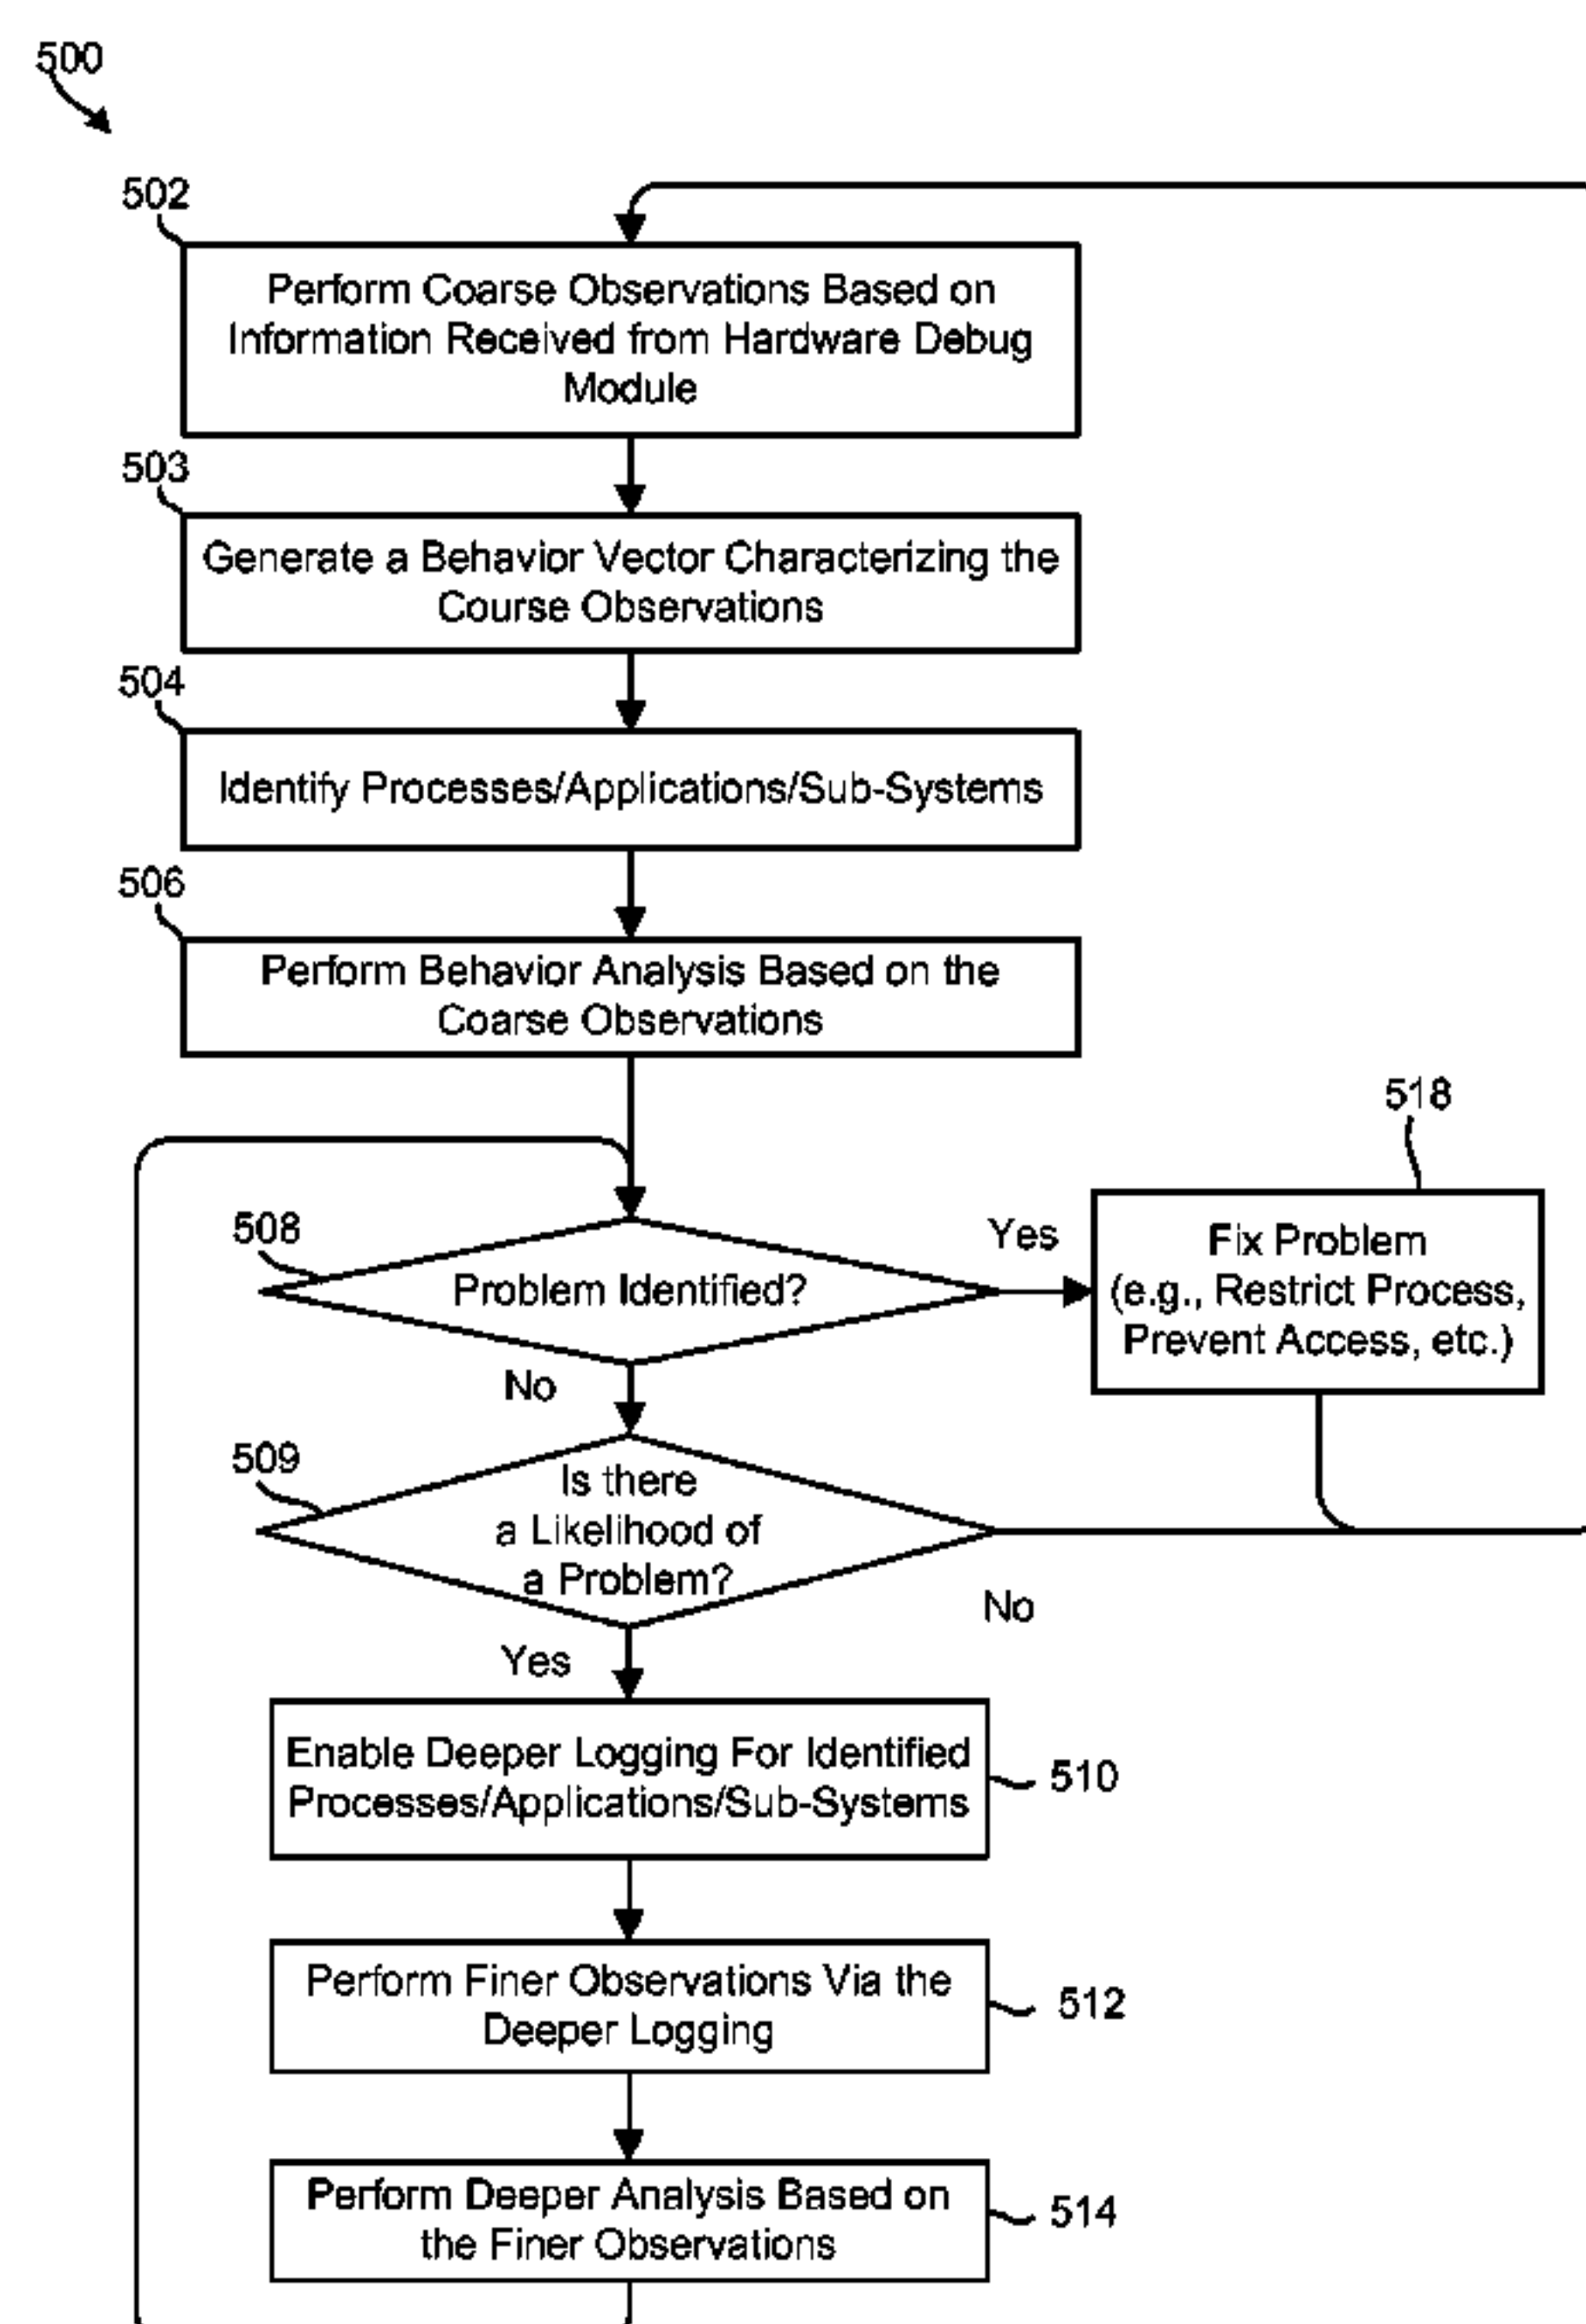 500
502
Perform Coarse Observations Based on
Information Received from Hardware Debug
Module
503
Generate a Behavior Vector Characterizing the
Course Observations
504
Identify Processes/Applications/Sub-Systems
506
Perform Behavior Analysis Based on the
Coarse Observations
508
Problem Identified?
Yes
518
Fix Problem
(e.g., Restrict Process,
Prevent Access, etc.)
No
509
Is there
a Likelihood of
a Problem?
No
Yes
Enable Deeper Logging For Identified
Processes/Applications/Sub-Systems
510
Perform Finer Observations Via the
Deeper Logging
512
Perform Deeper Analysis Based on
the Finer Observations
514